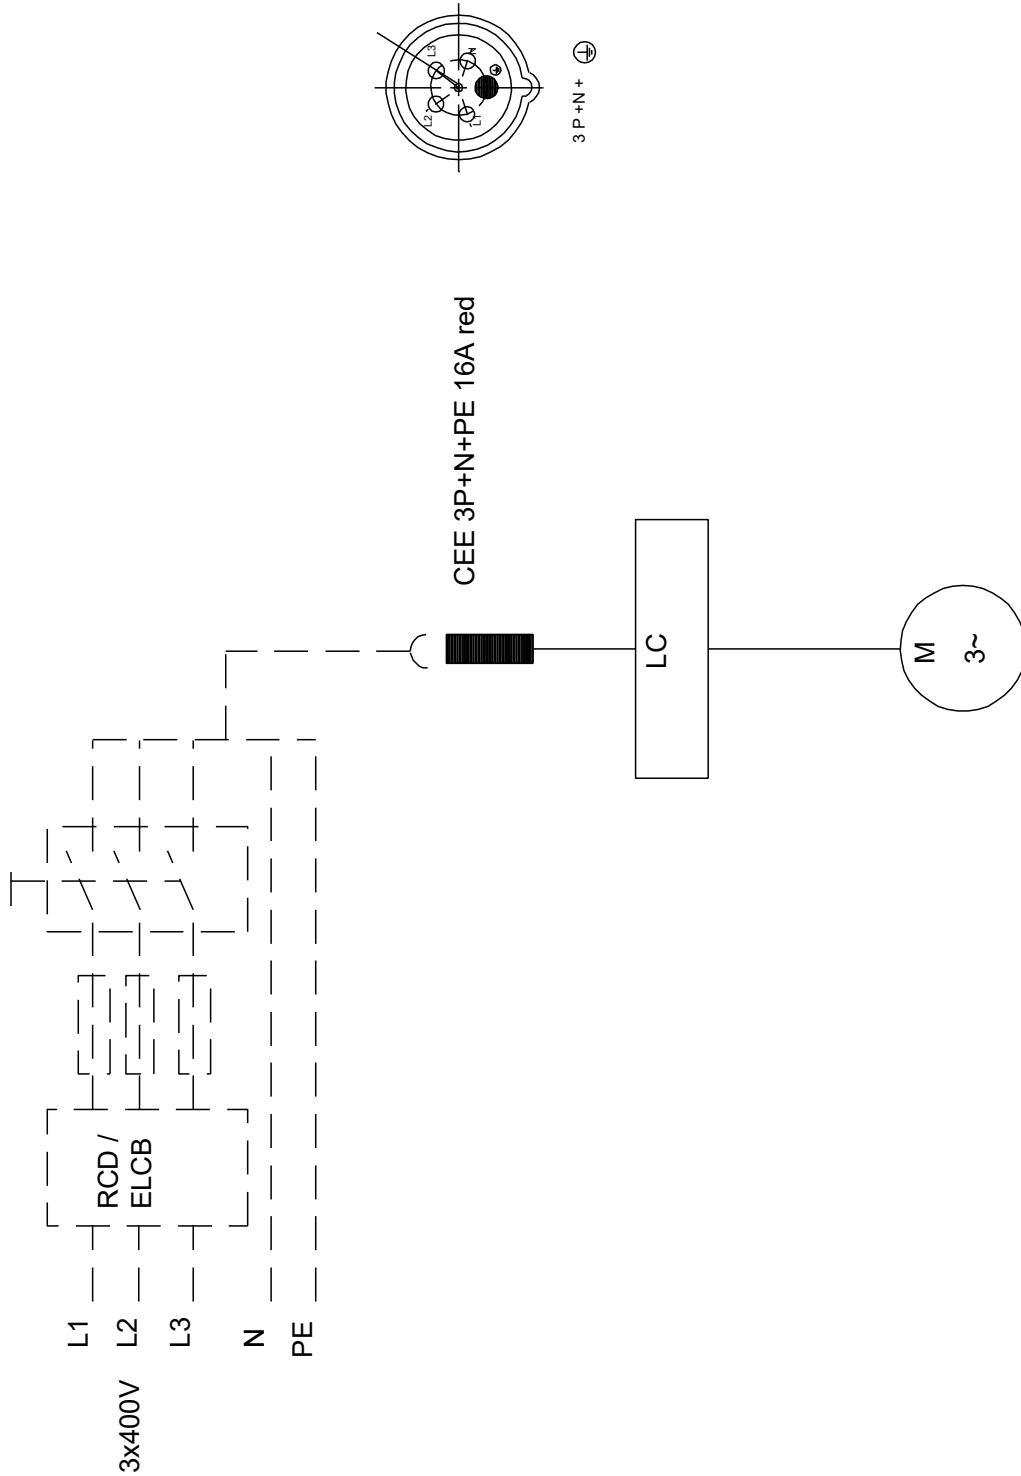 3x400V
L1
L2
L3
N
PE
RCD /
ELCB
CEE 3P+N+PE 16A red
LC
M
3~
L1
L2
L3
N
3 P +N +